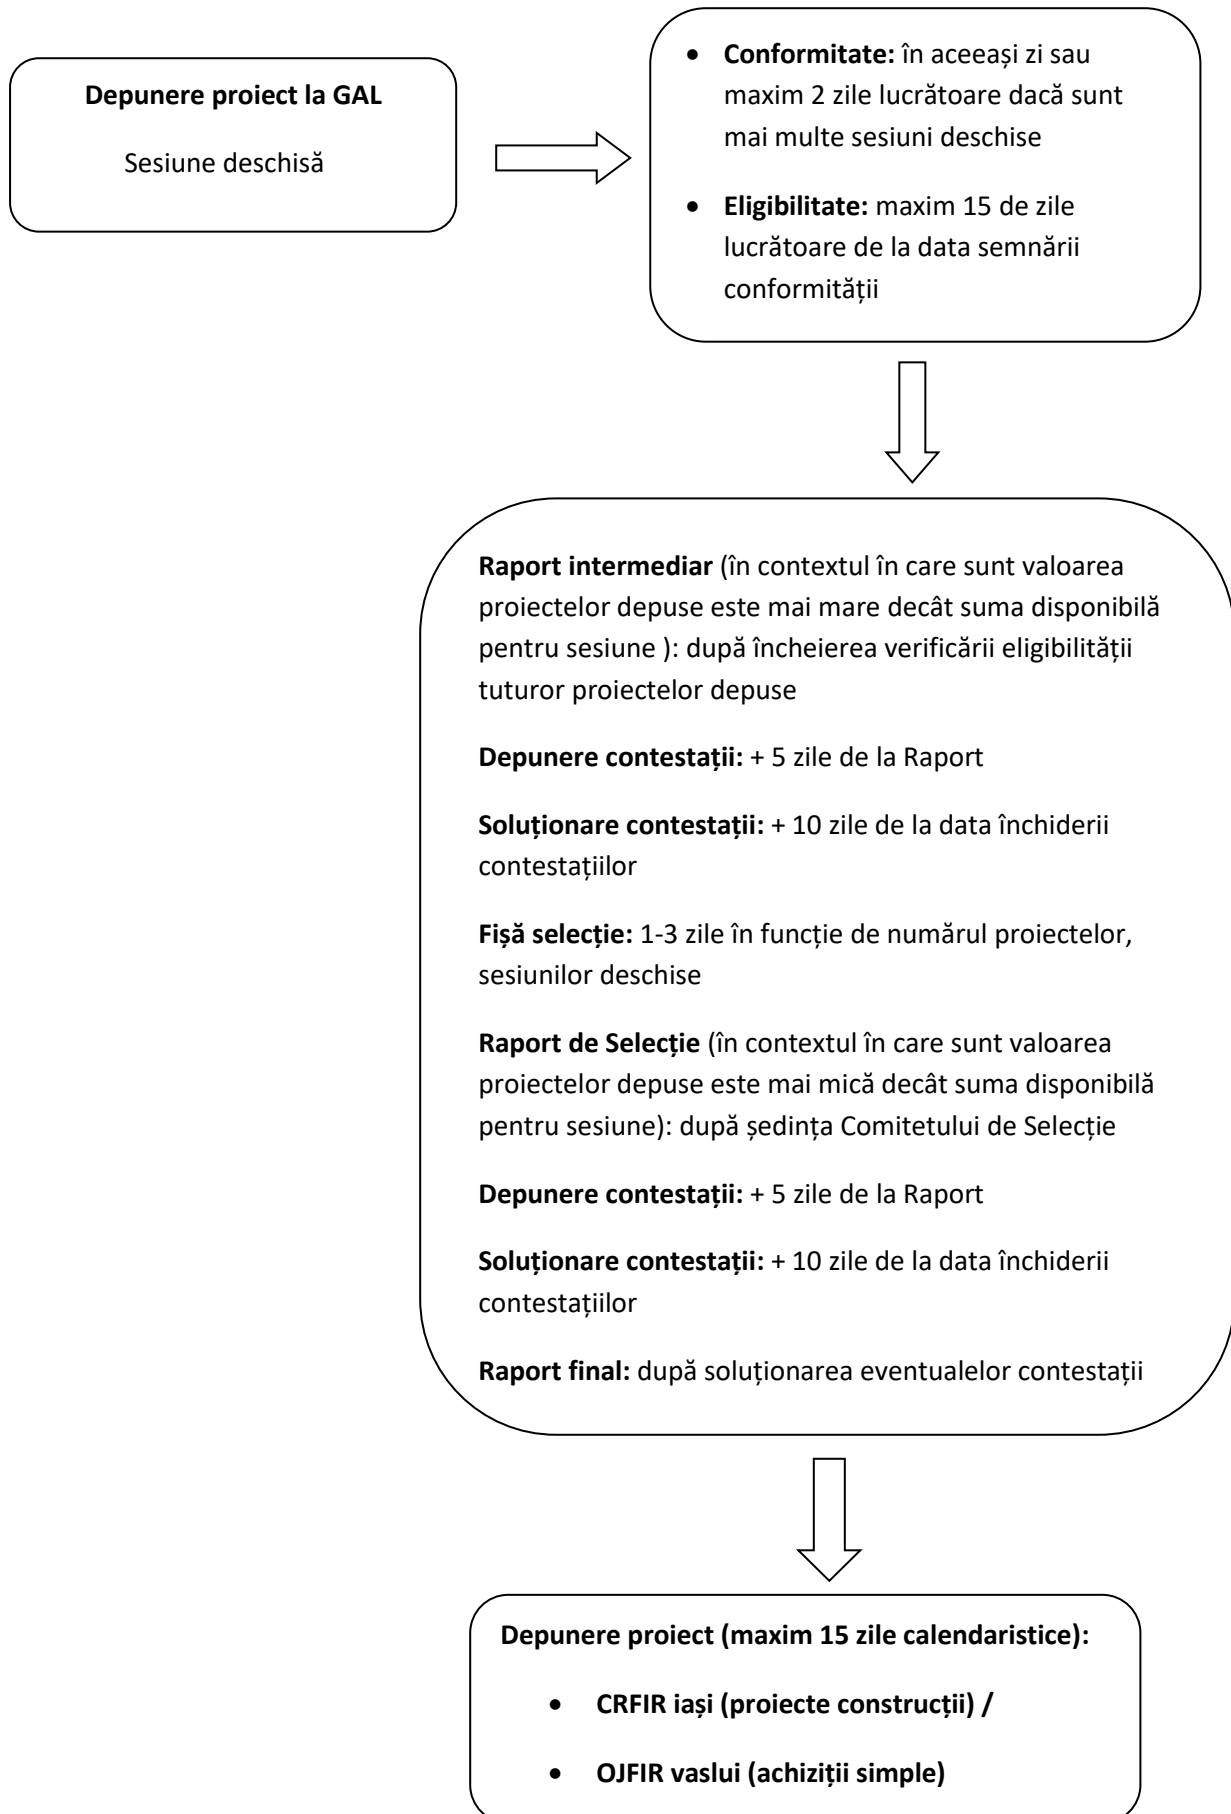 Depunere proiect la GAL
Sesiune deschisă
• Conformitate: în aceeași zi sau
maxim 2 zile lucrătoare dacă sunt
mai multe sesiuni deschise
• Eligibilitate: maxim 15 de zile
lucrătoare de la data semnării
conformității
Raport intermediar (în contextul în care sunt valoarea
proiectelor depuse este mai mare decât suma disponibilă
pentru sesiune ): după încheierea verificării eligibilității
tuturor proiectelor depuse
Depunere contestații: + 5 zile de la Raport
Soluționare contestații: + 10 zile de la data închiderii
contestațiilor
Fișă selecție: 1-3 zile în funcție de numărul proiectelor,
sesiunilor deschise
Raport de Selecție (în contextul în care sunt valoarea
proiectelor depuse este mai mică decât suma disponibilă
pentru sesiune): după ședința Comitetului de Selecție
Depunere contestații: + 5 zile de la Raport
Soluționare contestații: + 10 zile de la data închiderii
contestațiilor
Raport final: după soluționarea eventualelor contestații
Depunere proiect (maxim 15 zile calendaristice):
• CRFIR iași (proiecte construcții) /
• OJFIR vaslui (achiziții simple)